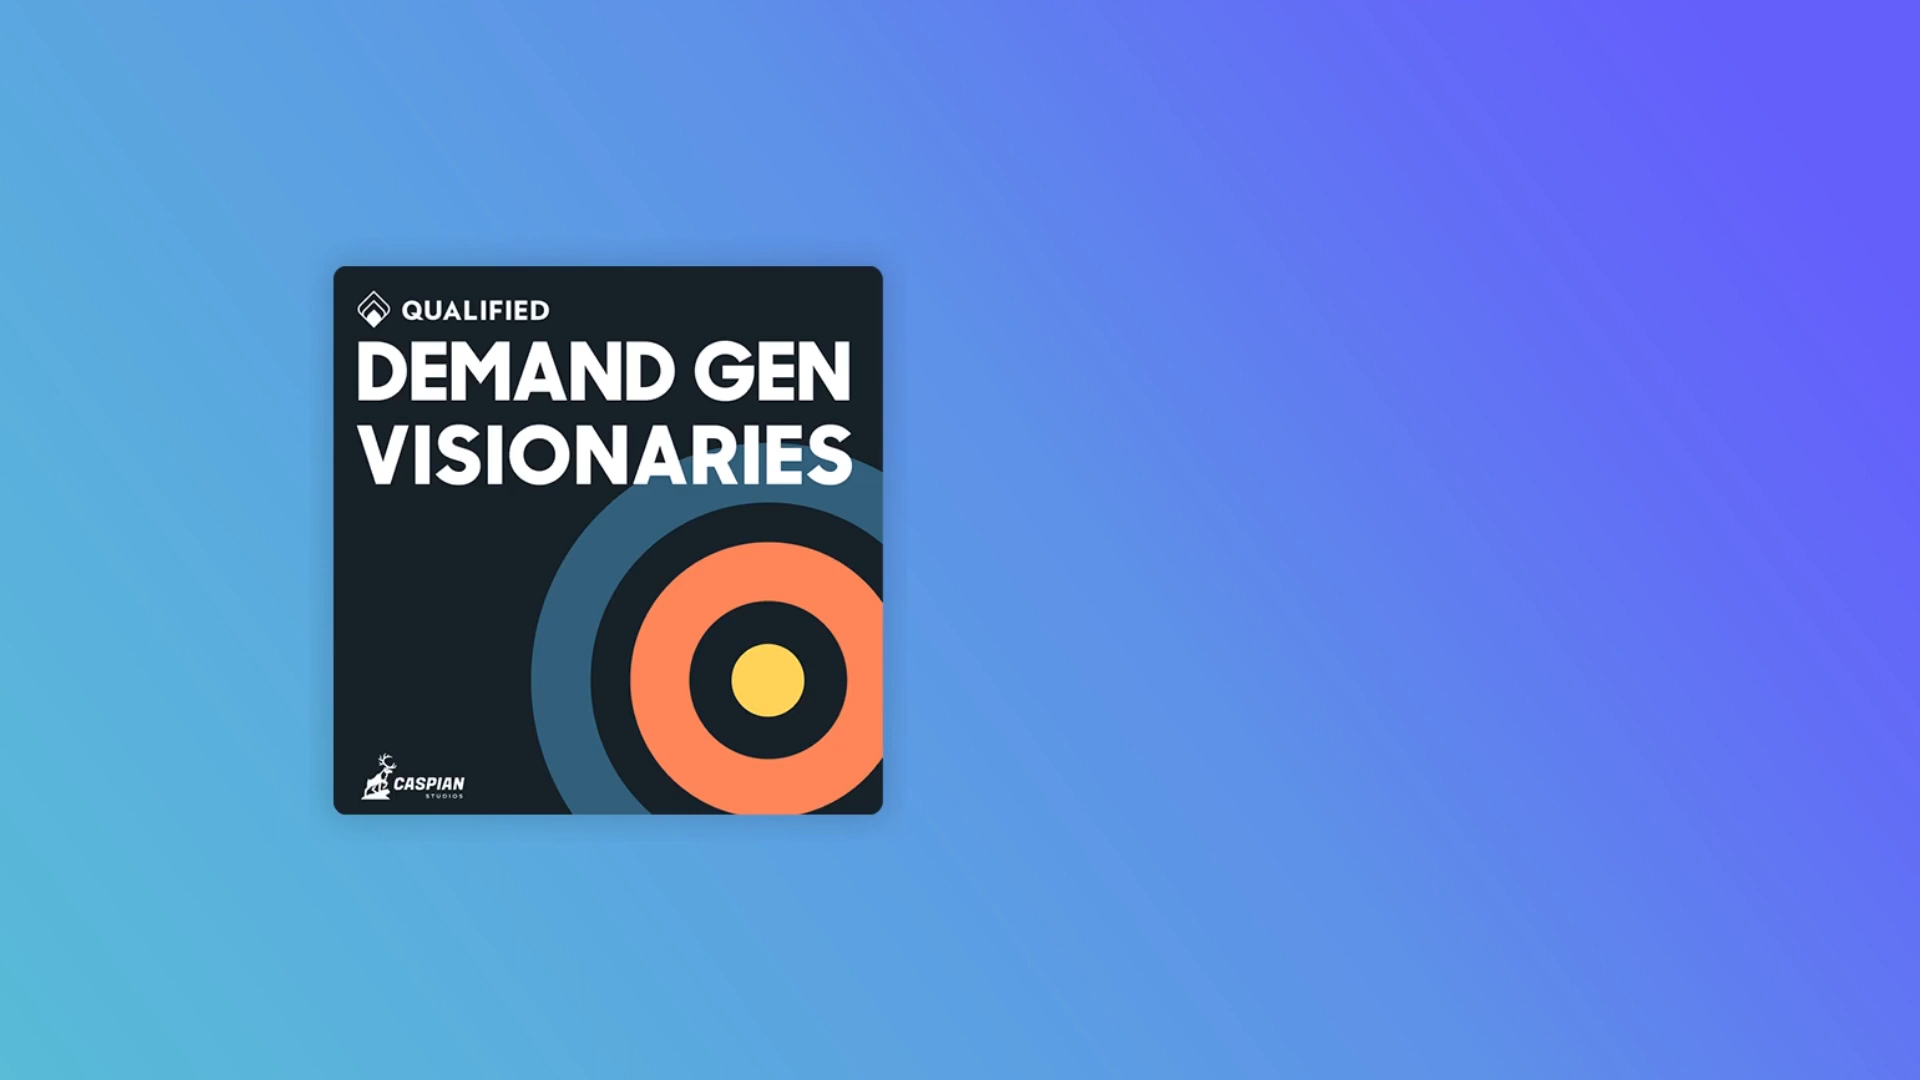 QUALIFIED
DEMAND GEN
VISIONARIES
CASPIAN
STUDIOS